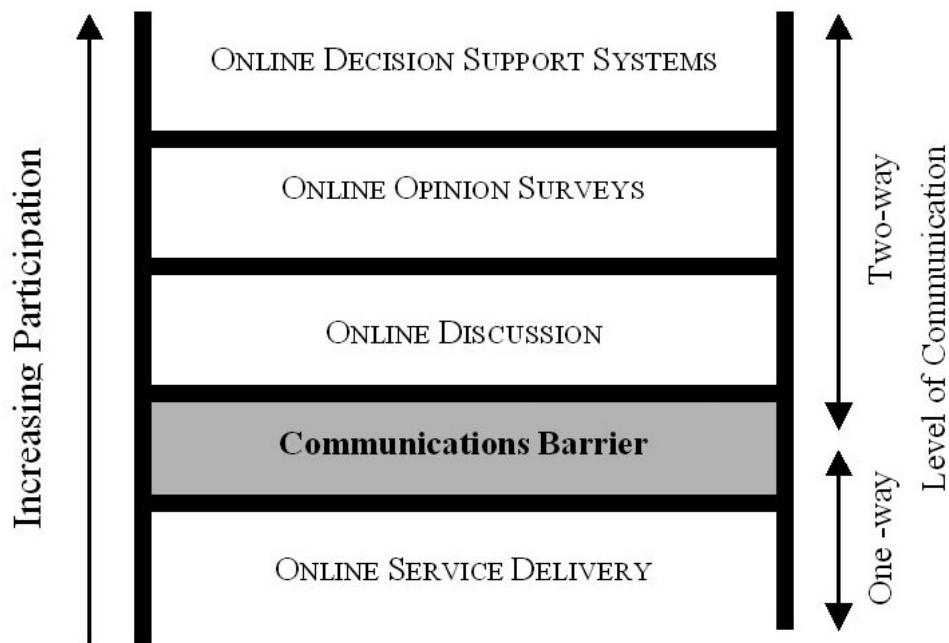 ONLINE DECISION SUPPORT SYSTEMS
ONLINE OPINION SURVEYS
ONLINE DISCUSSION
Communications Barrier
ONLINE SERVICE DELIVERY
Increasing Participation
Two-way
One -way
Level of Communication